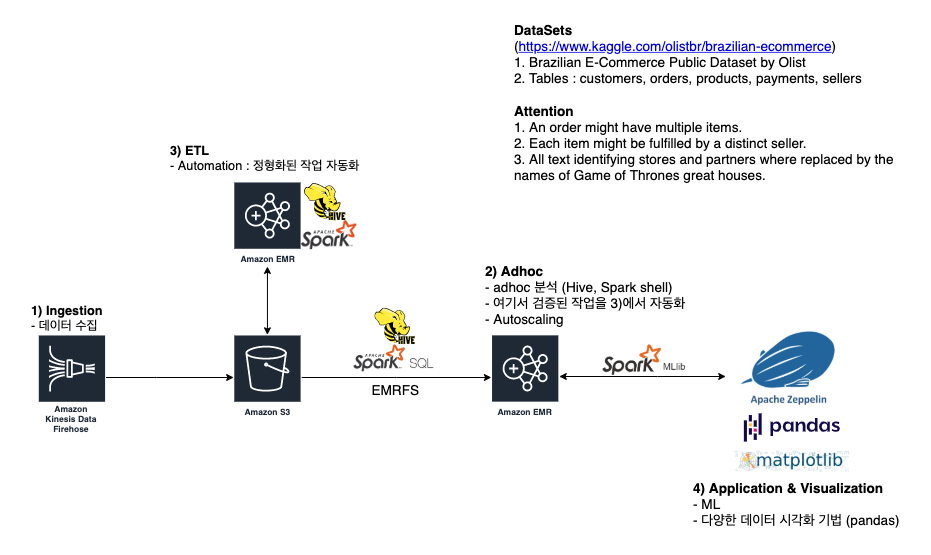 DataSets
(https://www.kaggle.com/olistbr/brazilian-ecommerce)
1. Brazilian E-Commerce Public Dataset by Olist
2. Tables : customers, orders, products, payments, sellers
Attention
1. An order might have multiple items.
2. Each item might be fulfilled by a distinct seller.
3. All text identifying stores and partners where replaced by the
names of Game of Thrones great houses.
3) ETL
- Automation : 정형화된 작업 자동화
HIVE
APACHE
Spark
Amazon EMR
2) Adhoc
- adhoc 분석 (Hive, Spark shell)
- 여기서 검증된 작업을 3)에서 자동화
- Autoscaling
1) Ingestion
- 데이터 수집
HIVE
APACHE
Spark SQL
EMRFS
Spark MLlib
Amazon
Kinesis Data
Firehose
Amazon S3
Amazon EMR
Apache Zeppelin
pandas
matplotlib
4) Application & Visualization
- ML
- 다양한 데이터 시각화 기법 (pandas)